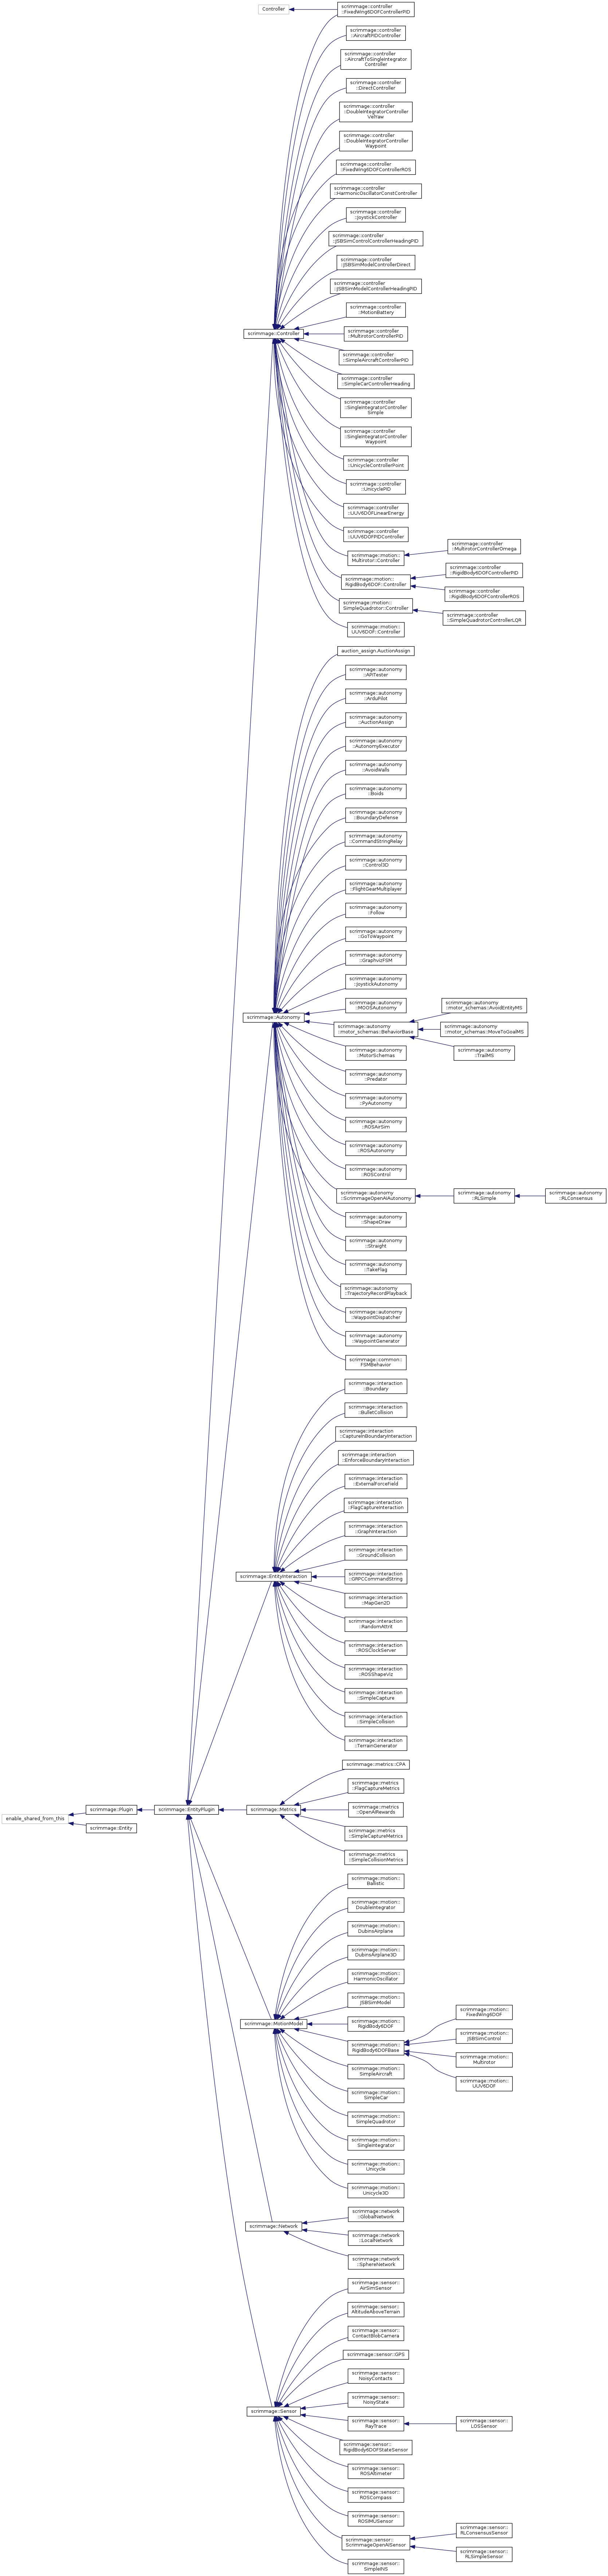 Controller
scrimmage::controller
::FixedWing6DOFControllerPID
scrimmage::controller
::AircraftPIDController
scrimmage::controller
::AircraftToSingleIntegrator
Controller
scrimmage::controller
::DirectController
scrimmage::controller
::DoubleIntegratorController
VelYaw
scrimmage::controller
::DoubleIntegratorController
Waypoint
scrimmage::controller
::FixedWing6DOFControllerROS
scrimmage::controller
::HarmonicOscillatorConstController
scrimmage::controller
::JoystickController
scrimmage::controller
::JSBSimControlControllerHeadingPID
scrimmage::controller
::JSBSimModelControllerDirect
scrimmage::controller
::JSBSimModelControllerHeadingPID
scrimmage::controller
::MotionBattery
scrimmage::Controller
scrimmage::controller
::MultirotorControllerPID
scrimmage::controller
::SimpleAircraftControllerPID
scrimmage::controller
::SimpleCarControllerHeading
scrimmage::controller
::SingleIntegratorController
Simple
scrimmage::controller
::SingleIntegratorController
Waypoint
scrimmage::controller
::UnicycleControllerPoint
scrimmage::controller
::UnicyclePID
scrimmage::controller
::UUV6DOFLinearEnergy
scrimmage::controller
::UUV6DOFPIDController
scrimmage::motion::
Multirotor::Controller
scrimmage::controller
::MultirotorControllerOmega
scrimmage::motion::
RigidBody6DOF::Controller
scrimmage::controller
::RigidBody6DOFControllerPID
scrimmage::controller
::RigidBody6DOFControllerROS
scrimmage::motion::
SimpleQuadrotor::Controller
scrimmage::controller
::SimpleQuadrotorControllerLQR
scrimmage::motion::
UUV6DOF::Controller
auction_assign.AuctionAssign
scrimmage::autonomy
::APITester
scrimmage::autonomy
::ArduPilot
scrimmage::autonomy
::AuctionAssign
scrimmage::autonomy
::AutonomyExecutor
scrimmage::autonomy
::AvoidWalls
scrimmage::autonomy
::Boids
scrimmage::autonomy
::BoundaryDefense
scrimmage::autonomy
::CommandStringRelay
scrimmage::autonomy
::Control3D
scrimmage::autonomy
::FlightGearMultiplayer
scrimmage::autonomy
::Follow
scrimmage::autonomy
::GoToWaypoint
scrimmage::autonomy
::GraphvizFSM
scrimmage::autonomy
::JoystickAutonomy
scrimmage::autonomy
::MOOSAutonomy
scrimmage::Autonomy
scrimmage::autonomy
::motor_schemas::BehaviorBase
scrimmage::autonomy
::motor_schemas::AvoidEntityMS
scrimmage::autonomy
::motor_schemas::MoveToGoalMS
scrimmage::autonomy
::TrailMS
scrimmage::autonomy
::MotorSchemas
scrimmage::autonomy
::Predator
scrimmage::autonomy
::PyAutonomy
scrimmage::autonomy
::ROSAirSim
scrimmage::autonomy
::ROSAutonomy
scrimmage::autonomy
::ROSControl
scrimmage::autonomy
::ScrimmageOpenAIAutonomy
scrimmage::autonomy
::RLSimple
scrimmage::autonomy
::RLConsensus
scrimmage::autonomy
::ShapeDraw
scrimmage::autonomy
::Straight
scrimmage::autonomy
::TakeFlag
scrimmage::autonomy
::TrajectoryRecordPlayback
scrimmage::autonomy
::WaypointDispatcher
scrimmage::autonomy
::WaypointGenerator
scrimmage::common::
FSMBehavior
scrimmage::interaction
::Boundary
scrimmage::interaction
::BulletCollision
scrimmage::interaction
::CaptureInBoundaryInteraction
scrimmage::interaction
::EnforceBoundaryInteraction
scrimmage::interaction
::ExternalForceField
scrimmage::interaction
::FlagCaptureInteraction
scrimmage::interaction
::GraphInteraction
scrimmage::interaction
::GroundCollision
scrimmage::EntityInteraction
scrimmage::interaction
::GRPCCommandString
scrimmage::interaction
::MapGen2D
scrimmage::interaction
::RandomAttrit
scrimmage::interaction
::ROSClockServer
scrimmage::interaction
::ROSShapeViz
scrimmage::interaction
::SimpleCapture
scrimmage::interaction
::SimpleCollision
scrimmage::interaction
::TerrainGenerator
scrimmage::metrics::CPA
scrimmage::metrics
::FlagCaptureMetrics
enable_shared_from_this
scrimmage::Plugin
scrimmage::Entity
scrimmage::EntityPlugin
scrimmage::Metrics
scrimmage::metrics
::OpenAIRewards
scrimmage::metrics
::SimpleCaptureMetrics
scrimmage::metrics
::SimpleCollisionMetrics
scrimmage::motion::
Ballistic
scrimmage::motion::
DoubleIntegrator
scrimmage::motion::
DubinsAirplane
scrimmage::motion::
DubinsAirplane3D
scrimmage::motion::
HarmonicOscillator
scrimmage::motion::
JSBSimModel
scrimmage::MotionModel
scrimmage::motion::
RigidBody6DOF
scrimmage::motion::
RigidBody6DOFBase
scrimmage::motion::
FixedWing6DOF
scrimmage::motion::
JSBSimControl
scrimmage::motion::
Multirotor
scrimmage::motion::
UUV6DOF
scrimmage::motion::
SimpleAircraft
scrimmage::motion::
SimpleCar
scrimmage::motion::
SimpleQuadrotor
scrimmage::motion::
SingleIntegrator
scrimmage::motion::
Unicycle
scrimmage::motion::
Unicycle3D
scrimmage::Network
scrimmage::network
::GlobalNetwork
scrimmage::network
::LocalNetwork
scrimmage::network
::SphereNetwork
scrimmage::sensor::
AirSimSensor
scrimmage::sensor::
AltitudeAboveTerrain
scrimmage::sensor::
ContactBlobCamera
scrimmage::sensor::GPS
scrimmage::sensor::
NoisyContacts
scrimmage::sensor::
NoisyState
scrimmage::Sensor
scrimmage::sensor::
RayTrace
scrimmage::sensor::
LOSSensor
scrimmage::sensor::
RigidBody6DOFStateSensor
scrimmage::sensor::
ROSAltimeter
scrimmage::sensor::
ROSCompass
scrimmage::sensor::
ROSIMUSensor
scrimmage::sensor::
ScrimmageOpenAISensor
scrimmage::sensor::
RLConsensusSensor
scrimmage::sensor::
RLSimpleSensor
scrimmage::sensor::
SimpleINS